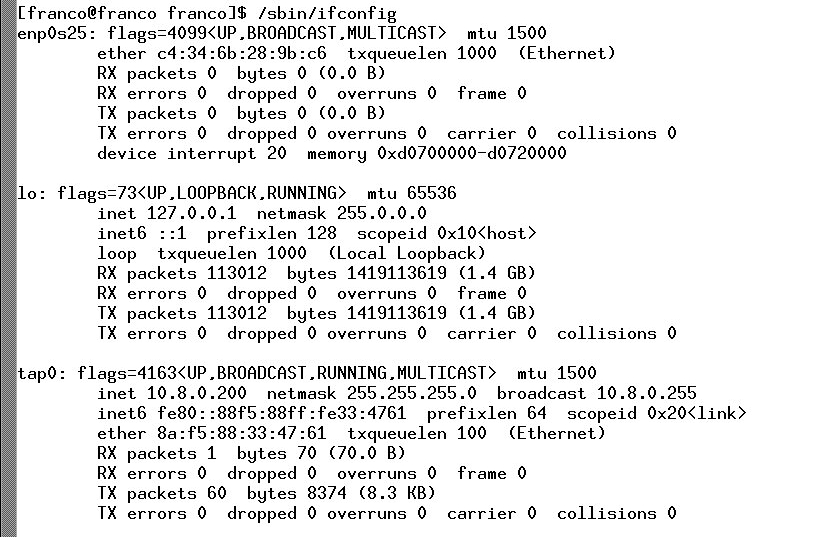 [franco@franco franco]$ /sbin/ifconfig
enp0s25: flags=4099<UP,BROADCAST,MULTICAST>  mtu 1500
        ether c4:34:6b:28:9b:c6  txqueuelen 1000  (Ethernet)
        RX packets 0  bytes 0 (0.0 B)
        RX errors 0  dropped 0  overruns 0  frame 0
        TX packets 0  bytes 0 (0.0 B)
        TX errors 0  dropped 0 overruns 0  carrier 0  collisions 0
        device interrupt 20  memory 0xd0700000-d0720000

lo: flags=73<UP,LOOPBACK,RUNNING>  mtu 65536
        inet 127.0.0.1  netmask 255.0.0.0
        inet6 ::1  prefixlen 128  scopeid 0x10<host>
        loop  txqueuelen 1000  (Local Loopback)
        RX packets 113012  bytes 1419113619 (1.4 GB)
        RX errors 0  dropped 0  overruns 0  frame 0
        TX packets 113012  bytes 1419113619 (1.4 GB)
        TX errors 0  dropped 0 overruns 0  carrier 0  collisions 0

tap0: flags=4163<UP,BROADCAST,RUNNING,MULTICAST>  mtu 1500
        inet 10.8.0.200  netmask 255.255.255.0  broadcast 10.8.0.255
        inet6 fe80::88f5:88ff:fe33:4761  prefixlen 64  scopeid 0x20<link>
        ether 8a:f5:88:33:47:61  txqueuelen 100  (Ethernet)
        RX packets 1  bytes 70 (70.0 B)
        RX errors 0  dropped 0  overruns 0  frame 0
        TX packets 60  bytes 8374 (8.3 KB)
        TX errors 0  dropped 0 overruns 0  carrier 0  collisions 0